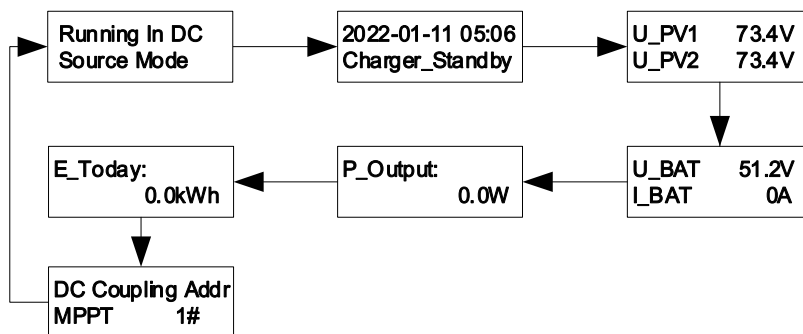 Running In DC
Source Mode
2022-01-11 05:06
Charger_Standby
U_PV1 73.4V
U_PV2 73.4V
U_BAT 51.2V
I_BAT 0A
P_Output:
0.0W
E_Today:
0.0kWh
DC Coupling Addr
MPPT 1#